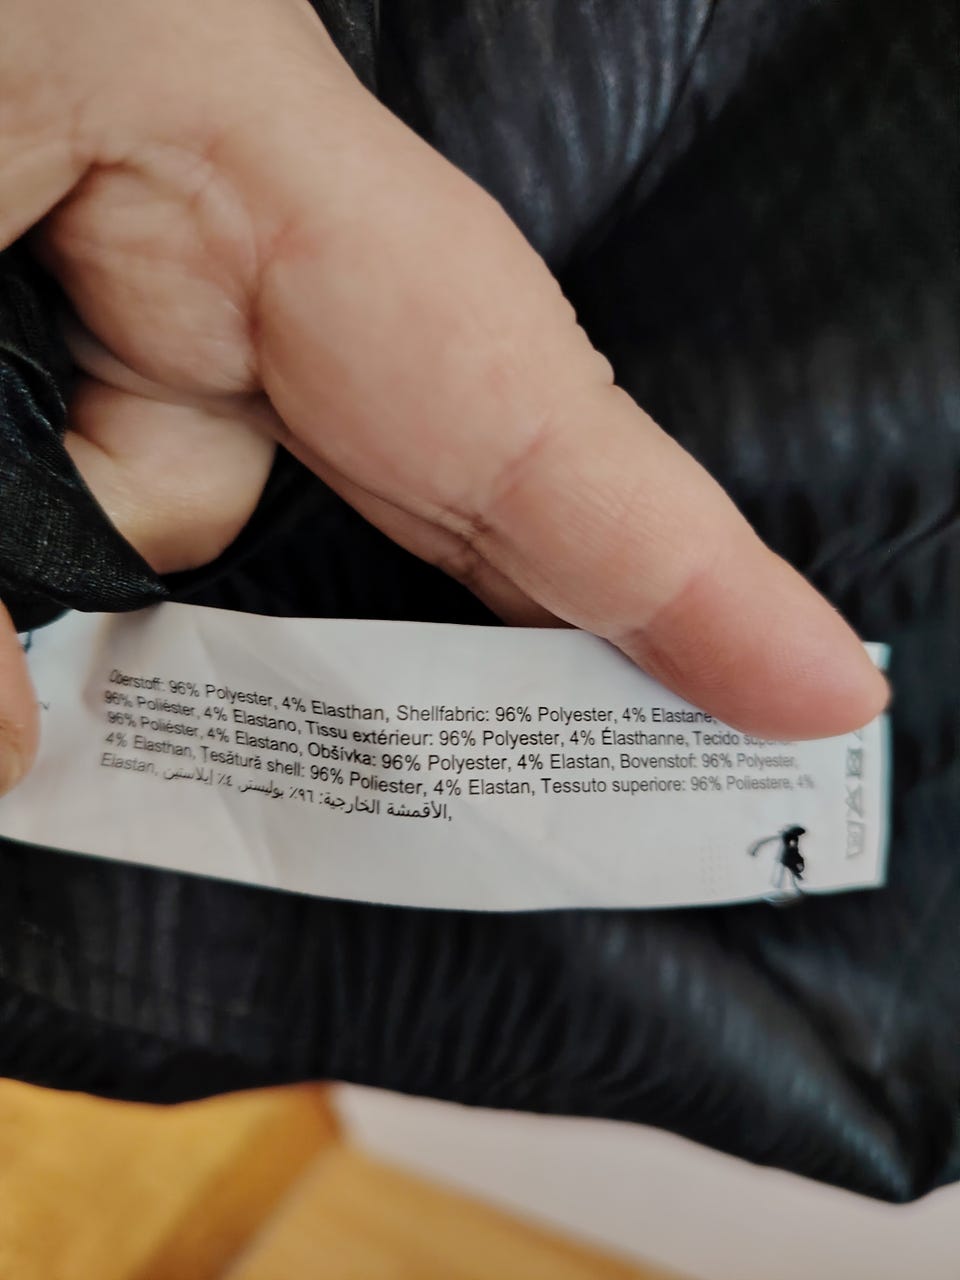 Oberstoff: 96% Polyester, 4% Elasthan, Shellfabric: 96% Polyester, 4% Elastane,
96% Poliéster, 4% Elastano, Tissu extérieur: 96% Polyester, 4% Élasthanne, Tecido
96% Poliéster, 4% Elastano, Obšívka: 96% Polyester, 4% Elastan, Bovenstof: 96% Polyester,
4% Elasthan, Țesătură shell: 96% Poliester, 4% Elastan, Tessuto superiore: 96% Poliestere, 4%
Elastan, الأقمشة الخارجية: ٩٦٪ بوليستر, ٤٪ إيلاستين,